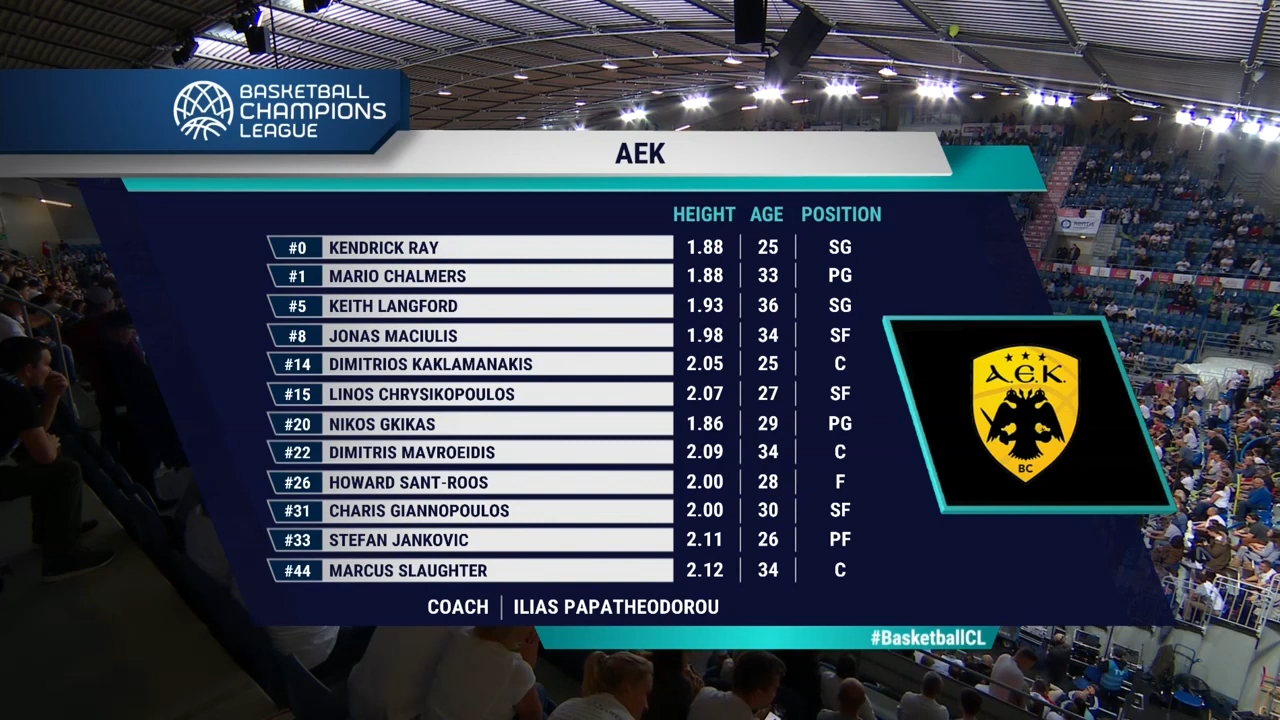 BASKETBALL
CHAMPIONS
LEAGUE
AEK
HEIGHT AGE POSITION
#0 KENDRICK RAY 1.88 25 SG
#1 MARIO CHALMERS 1.88 33 PG
#5 KEITH LANGFORD 1.93 36 SG
#8 JONAS MACIULIS 1.98 34 SF
#14 DIMITRIOS KAKLAMANAKIS 2.05 25 C
#15 LINOS CHRYSIKOPOULOS 2.07 27 SF
#20 NIKOS GKIKAS 1.86 29 PG
#22 DIMITRIS MAVROEIDIS 2.09 34 C
#26 HOWARD SANT-ROOS 2.00 28 F
#31 CHARIS GIANNOPOULOS 2.00 30 SF
#33 STEFAN JANKOVIC 2.11 26 PF
#44 MARCUS SLAUGHTER 2.12 34 C
A.E.K.
BC
COACH | ILIAS PAPATHEODOROU
#BasketballCL